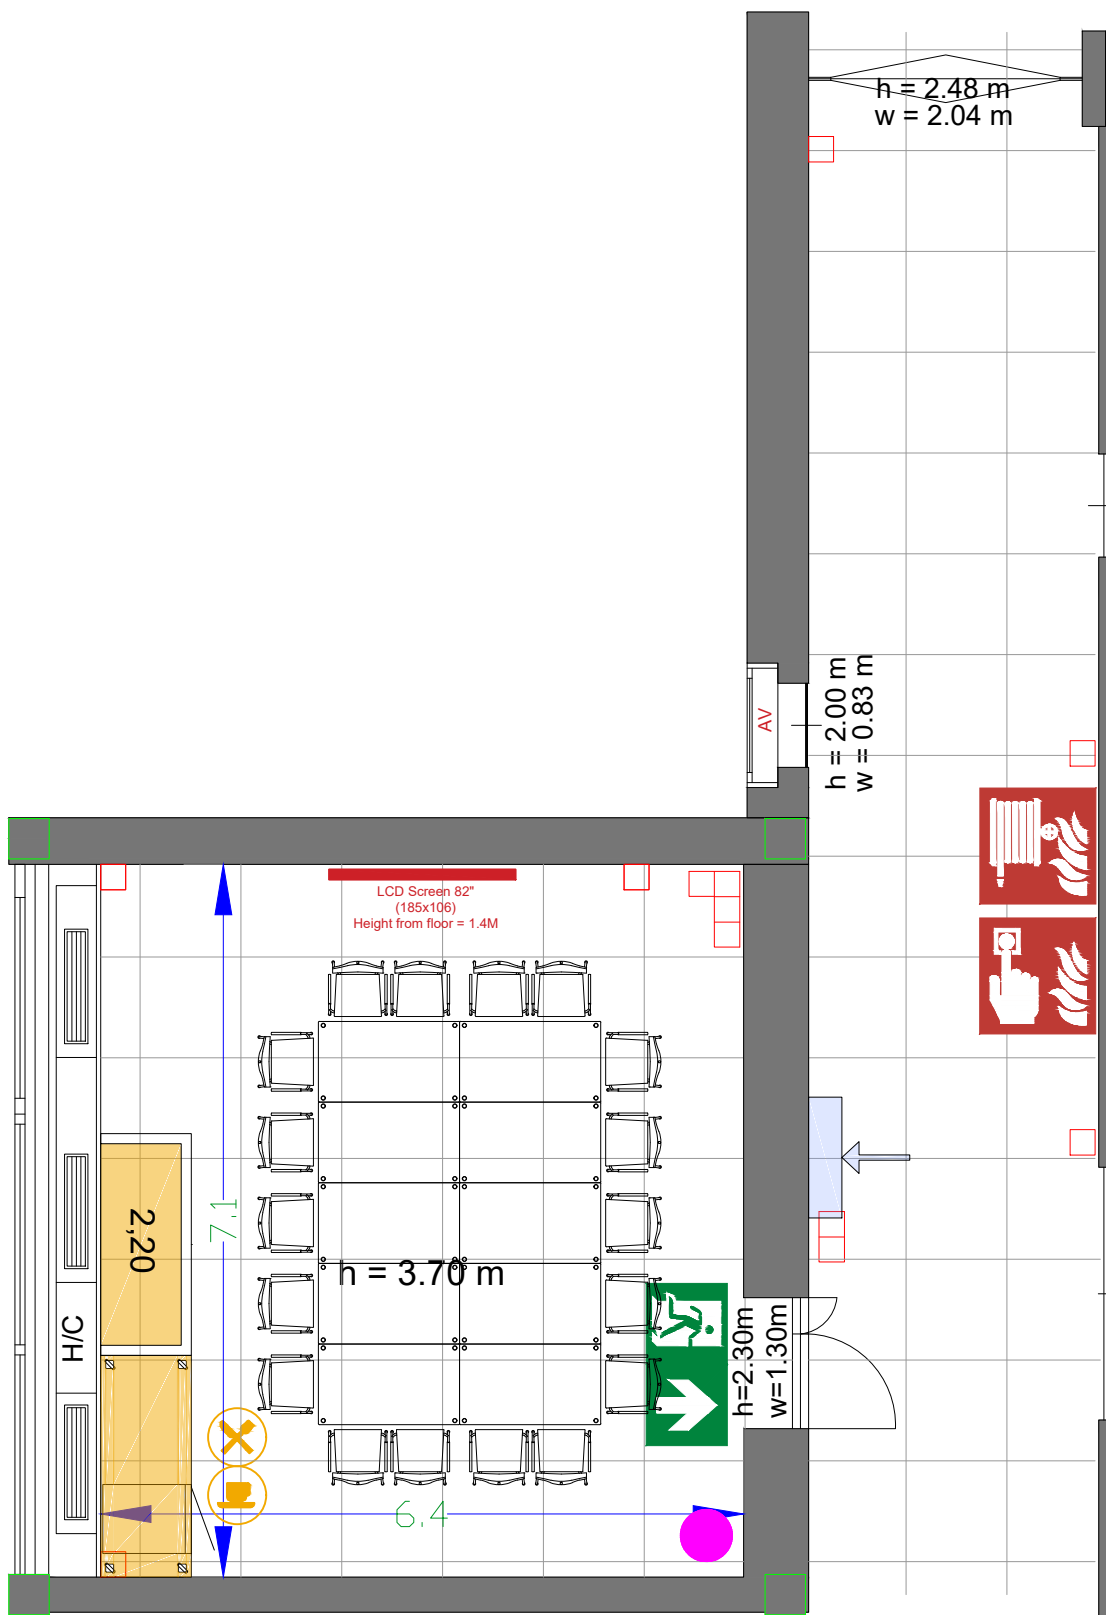 h = 2.48 m
w = 2.04 m
h = 2.00 m
w = 0.83 m
AV
LCD Screen 82"
(185x106)
Height from floor = 1.4M
2,20
7.1
h = 3.70 m
H/C
h=2.30m
w=1.30m
6.4